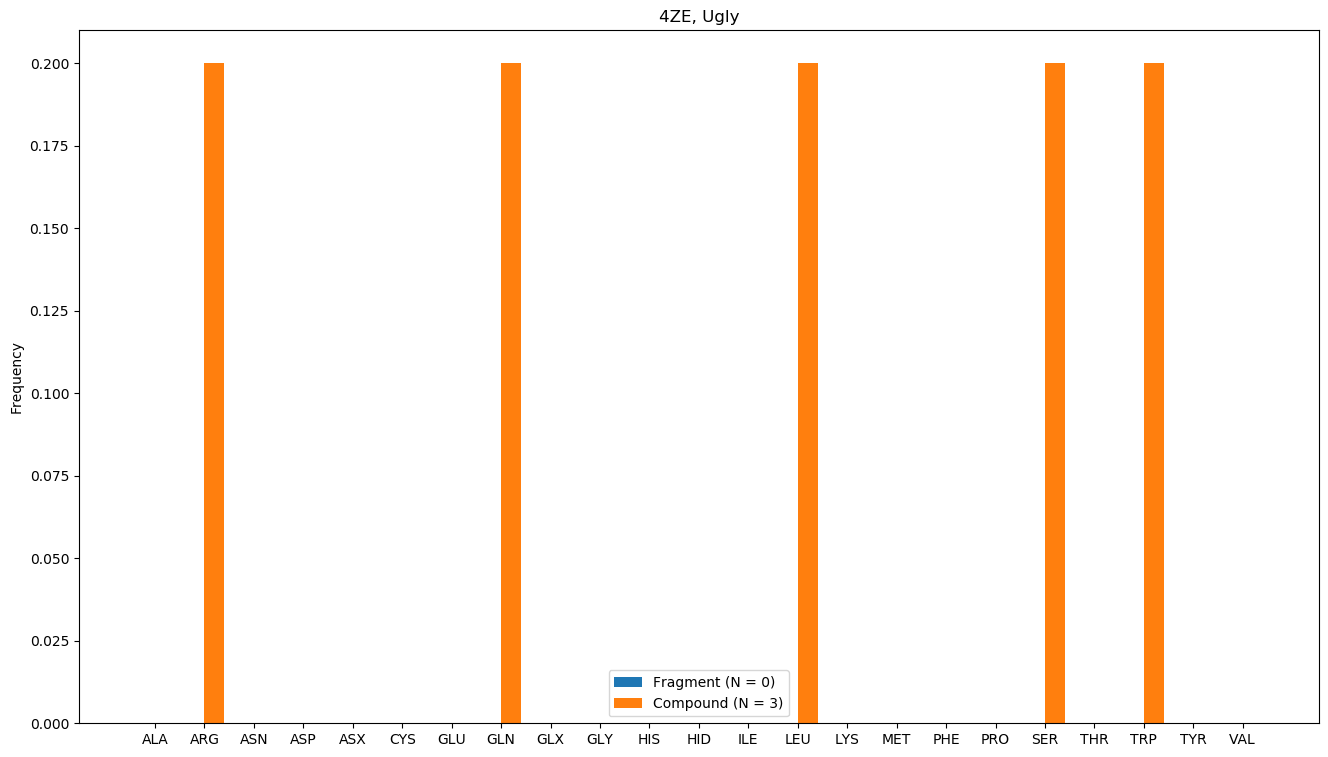 4ZE, Ugly
Frequency
0.200
0.175
0.150
0.125
0.100
0.075
0.050
0.025
0.000
Fragment (N = 0)
Compound (N = 3)
ALA ARG ASN ASP ASX CYS GLU GLN GLX GLY HIS HID ILE LEU LYS MET PHE PRO SER THR TRP TYR VAL